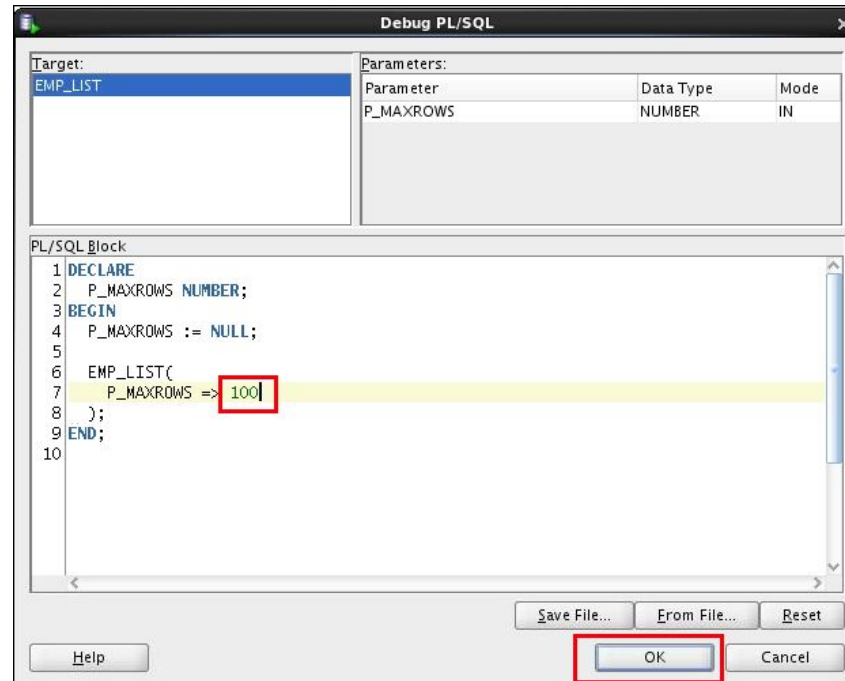 Debug PL/SQL
Target:
EMP_LIST
Parameters:
Parameter Data Type Mode
P_MAXROWS NUMBER IN
PL/SQL Block
1 DECLARE
2 P_MAXROWS NUMBER;
3 BEGIN
4 P_MAXROWS := NULL;
5
6 EMP_LIST(
7 P_MAXROWS => 100
8 );
9 END;
10
Save File... From File... Reset
Help OK Cancel